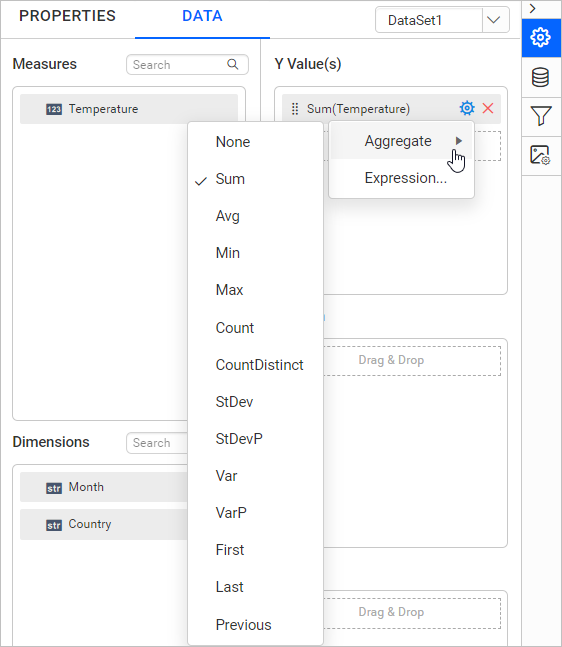 PROPERTIES
DATA
DataSet1
Measures
Search
Y Value(s)
123 Temperature
Sum(Temperature)
None
Sum
Avg
Min
Max
Count
CountDistinct
StDev
StDevP
Var
VarP
First
Last
Previous
Aggregate
Expression...
Drag & Drop
Dimensions
Search
str Month
str Country
Drag & Drop